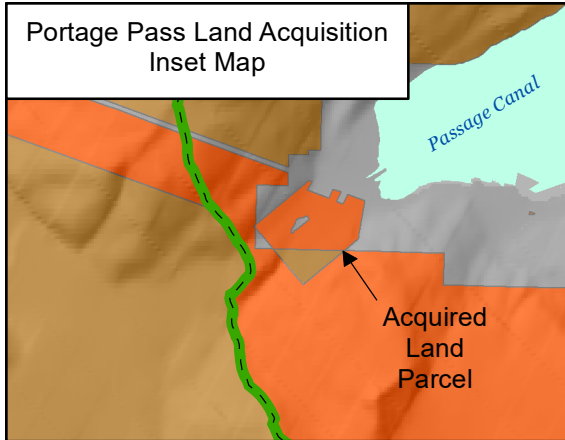 Portage Pass Land Acquisition
Inset Map
Passage Canal
Acquired
Land
Parcel